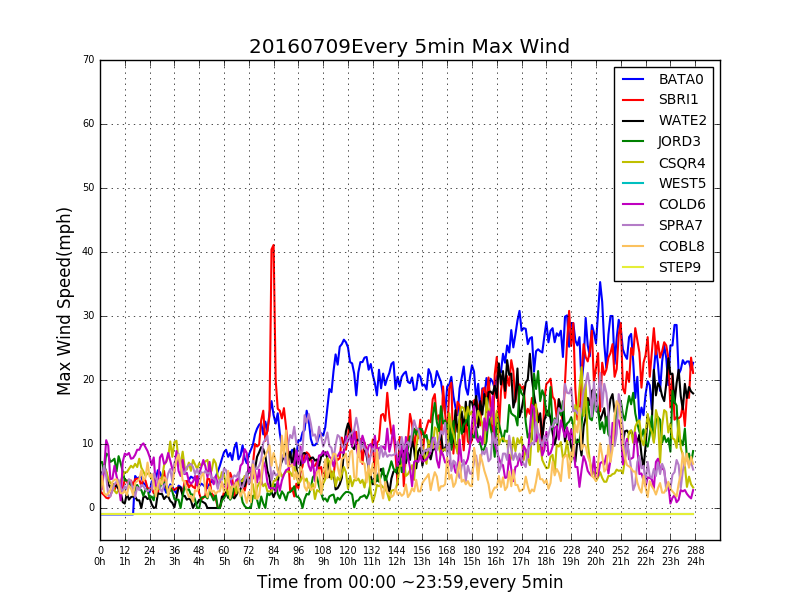 20160709Every 5min Max Wind
Max Wind Speed(mph)
70
60
50
40
30
20
10
0
BATA0
SBRI1
WATE2
JORD3
CSQR4
WEST5
COLD6
SPRA7
COBL8
STEP9
0 12 24 36 48 60 72 84 96 108 120 132 144 156 168 180 192 204 216 228 240 252 264 276 288
0h 1h 2h 3h 4h 5h 6h 7h 8h 9h 10h 11h 12h 13h 14h 15h 16h 17h 18h 19h 20h 21h 22h 23h 24h
Time from 00:00 ~23:59,every 5min